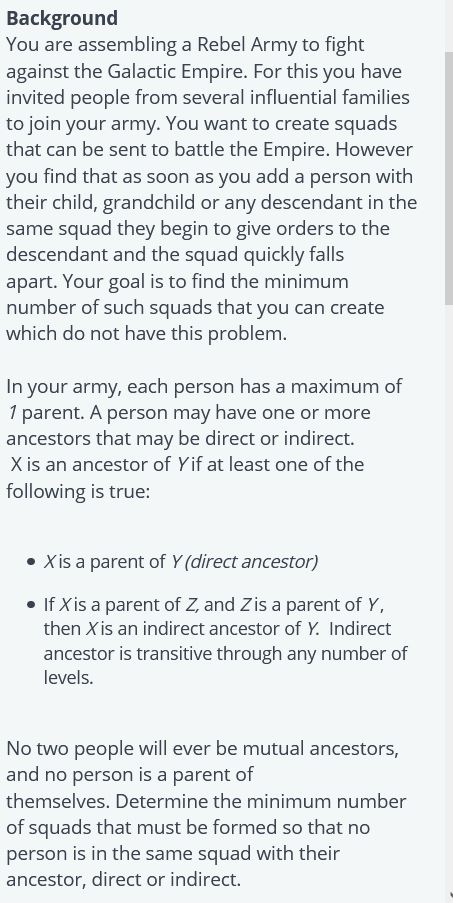 Background
You are assembling a Rebel Army to fight
against the Galactic Empire. For this you have
invited people from several influential families
to join your army. You want to create squads
that can be sent to battle the Empire. However
you find that as soon as you add a person with
their child, grandchild or any descendant in the
same squad they begin to give orders to the
descendant and the squad quickly falls
apart. Your goal is to find the minimum
number of such squads that you can create
which do not have this problem.
In your army, each person has a maximum of
1 parent. A person may have one or more
ancestors that may be direct or indirect.
X is an ancestor of Y if at least one of the
following is true:
• X is a parent of Y (direct ancestor)
• If X is a parent of Z, and Z is a parent of Y,
then X is an indirect ancestor of Y. Indirect
ancestor is transitive through any number of
levels.
No two people will ever be mutual ancestors,
and no person is a parent of
themselves. Determine the minimum number
of squads that must be formed so that no
person is in the same squad with their
ancestor, direct or indirect.